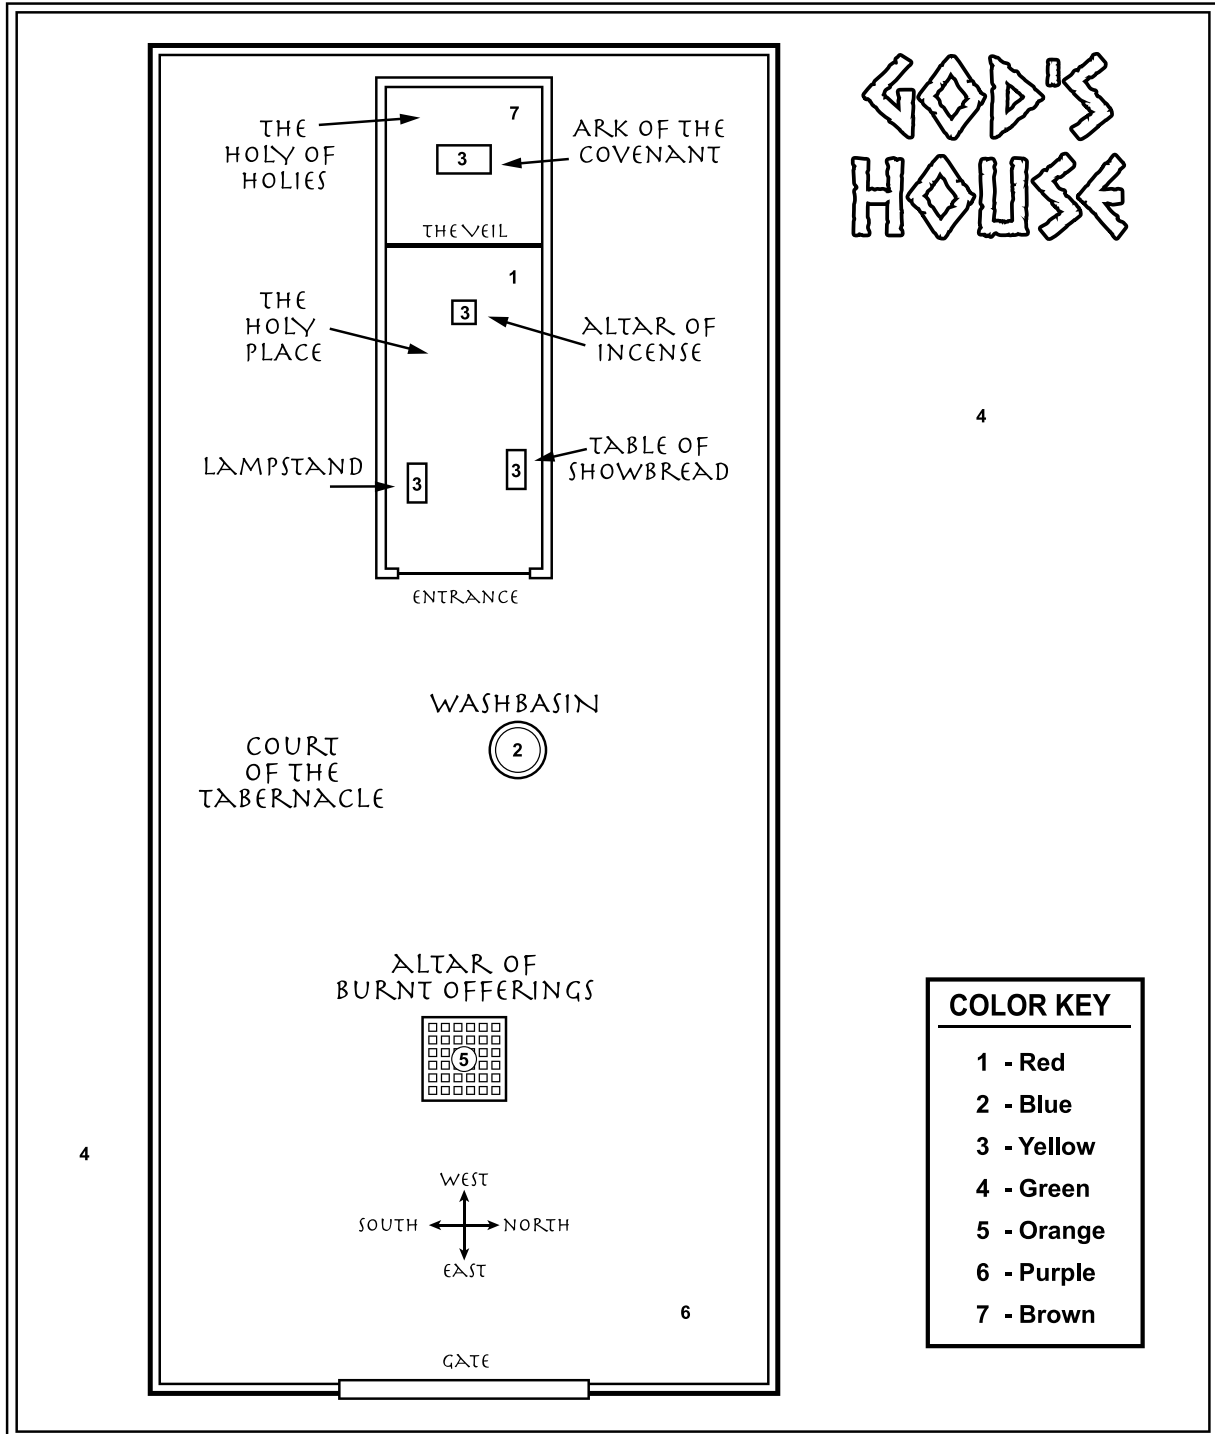 GOD'S
HOUSE
THE
HOLY OF
HOLIES
7
ARK OF THE
COVENANT
3
THE VEIL
1
THE
HOLY
PLACE
3
ALTAR OF
INCENSE
4
LAMPSTAND
3
3
TABLE OF
SHOWBREAD
ENTRANCE
WASHBASIN
2
COURT
OF THE
TABERNACLE
ALTAR OF
BURNT OFFERINGS
5
4
WEST
SOUTH
NORTH
EAST
6
GATE
COLOR KEY
1 - Red
2 - Blue
3 - Yellow
4 - Green
5 - Orange
6 - Purple
7 - Brown